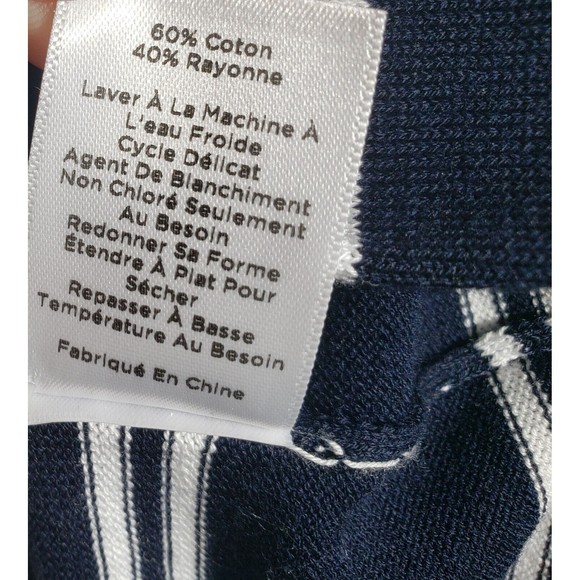 60% Coton
40% Rayonne
Laver À La Machine À
L'eau Froide
Cycle Délicat
Agent De Blanchiment
Non Chloré Seulement
Au Besoin
Redonner Sa Forme
Étendre À Plat Pour
Sécher
Repasser À Basse
Température Au Besoin
Fabriqué En Chine